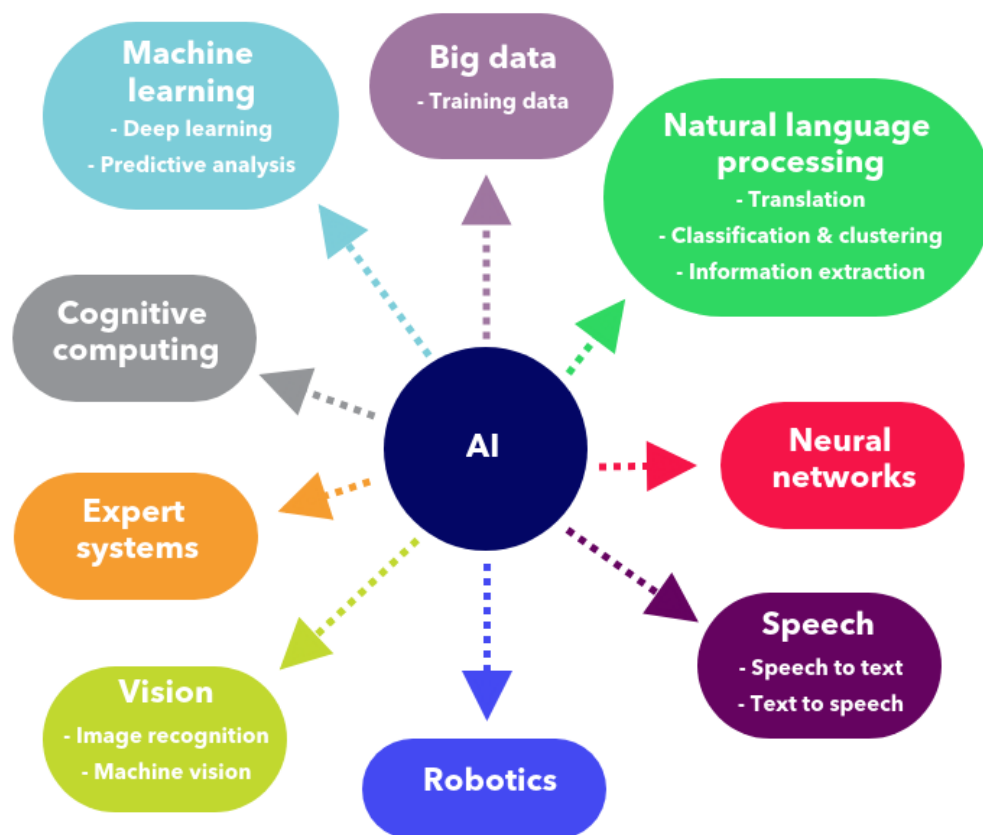 Machine
learning
- Deep learning
- Predictive analysis
Big data
- Training data
Natural language
processing
- Translation
- Classification & clustering
- Information extraction
Cognitive
computing
AI
Neural
networks
Expert
systems
Speech
- Speech to text
- Text to speech
Vision
- Image recognition
- Machine vision
Robotics